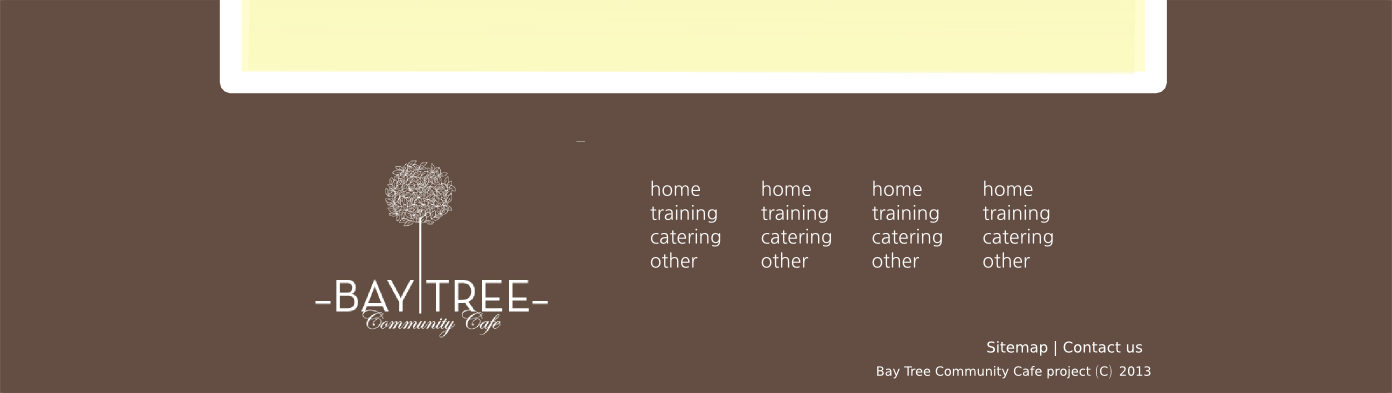 -BAY TREE-
Community Cafe
home
training
catering
other
home
training
catering
other
home
training
catering
other
home
training
catering
other
Sitemap | Contact us
Bay Tree Community Cafe project (C) 2013